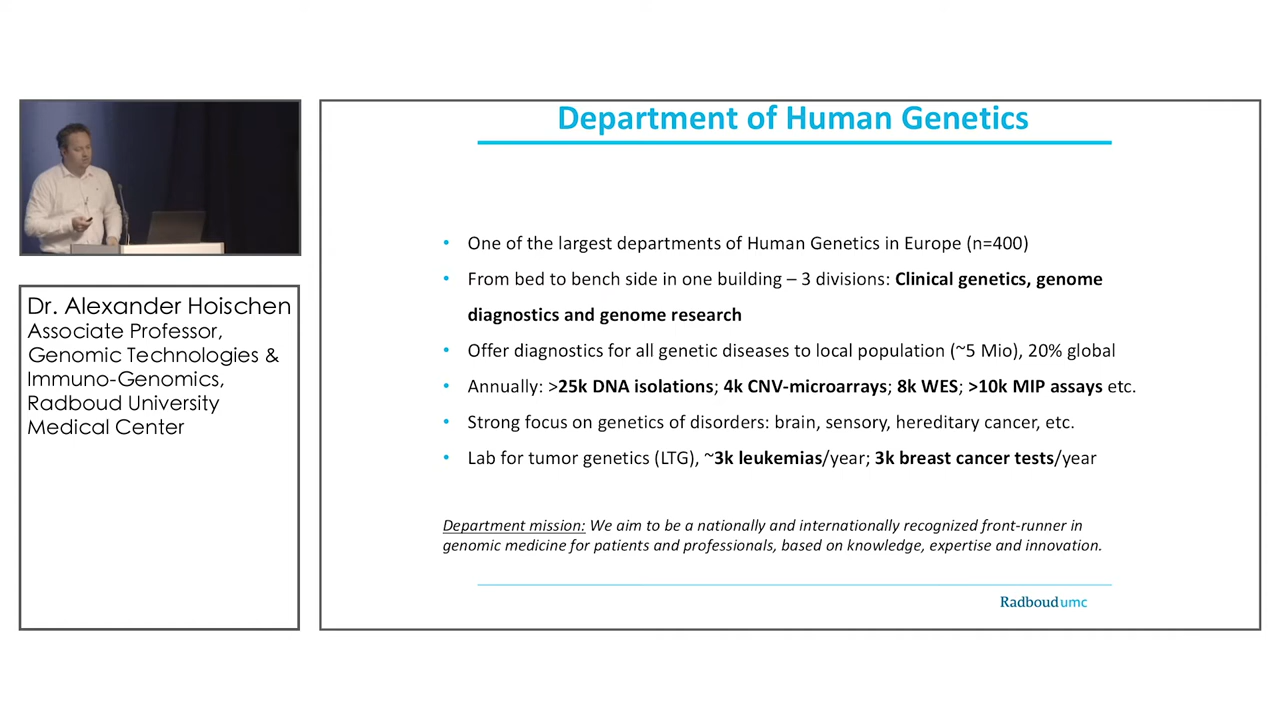 Department of Human Genetics
• One of the largest departments of Human Genetics in Europe (n=400)
• From bed to bench side in one building – 3 divisions: Clinical genetics, genome
diagnostics and genome research
• Offer diagnostics for all genetic diseases to local population (~5 Mio), 20% global
• Annually: >25k DNA isolations; 4k CNV-microarrays; 8k WES; >10k MIP assays etc.
• Strong focus on genetics of disorders: brain, sensory, hereditary cancer, etc.
• Lab for tumor genetics (LTG), ~3k leukemias/year; 3k breast cancer tests/year
Department mission: We aim to be a nationally and internationally recognized front-runner in
genomic medicine for patients and professionals, based on knowledge, expertise and innovation.
Radboudumc
Dr. Alexander Hoischen
Associate Professor,
Genomic Technologies &
Immuno-Genomics,
Radboud University
Medical Center